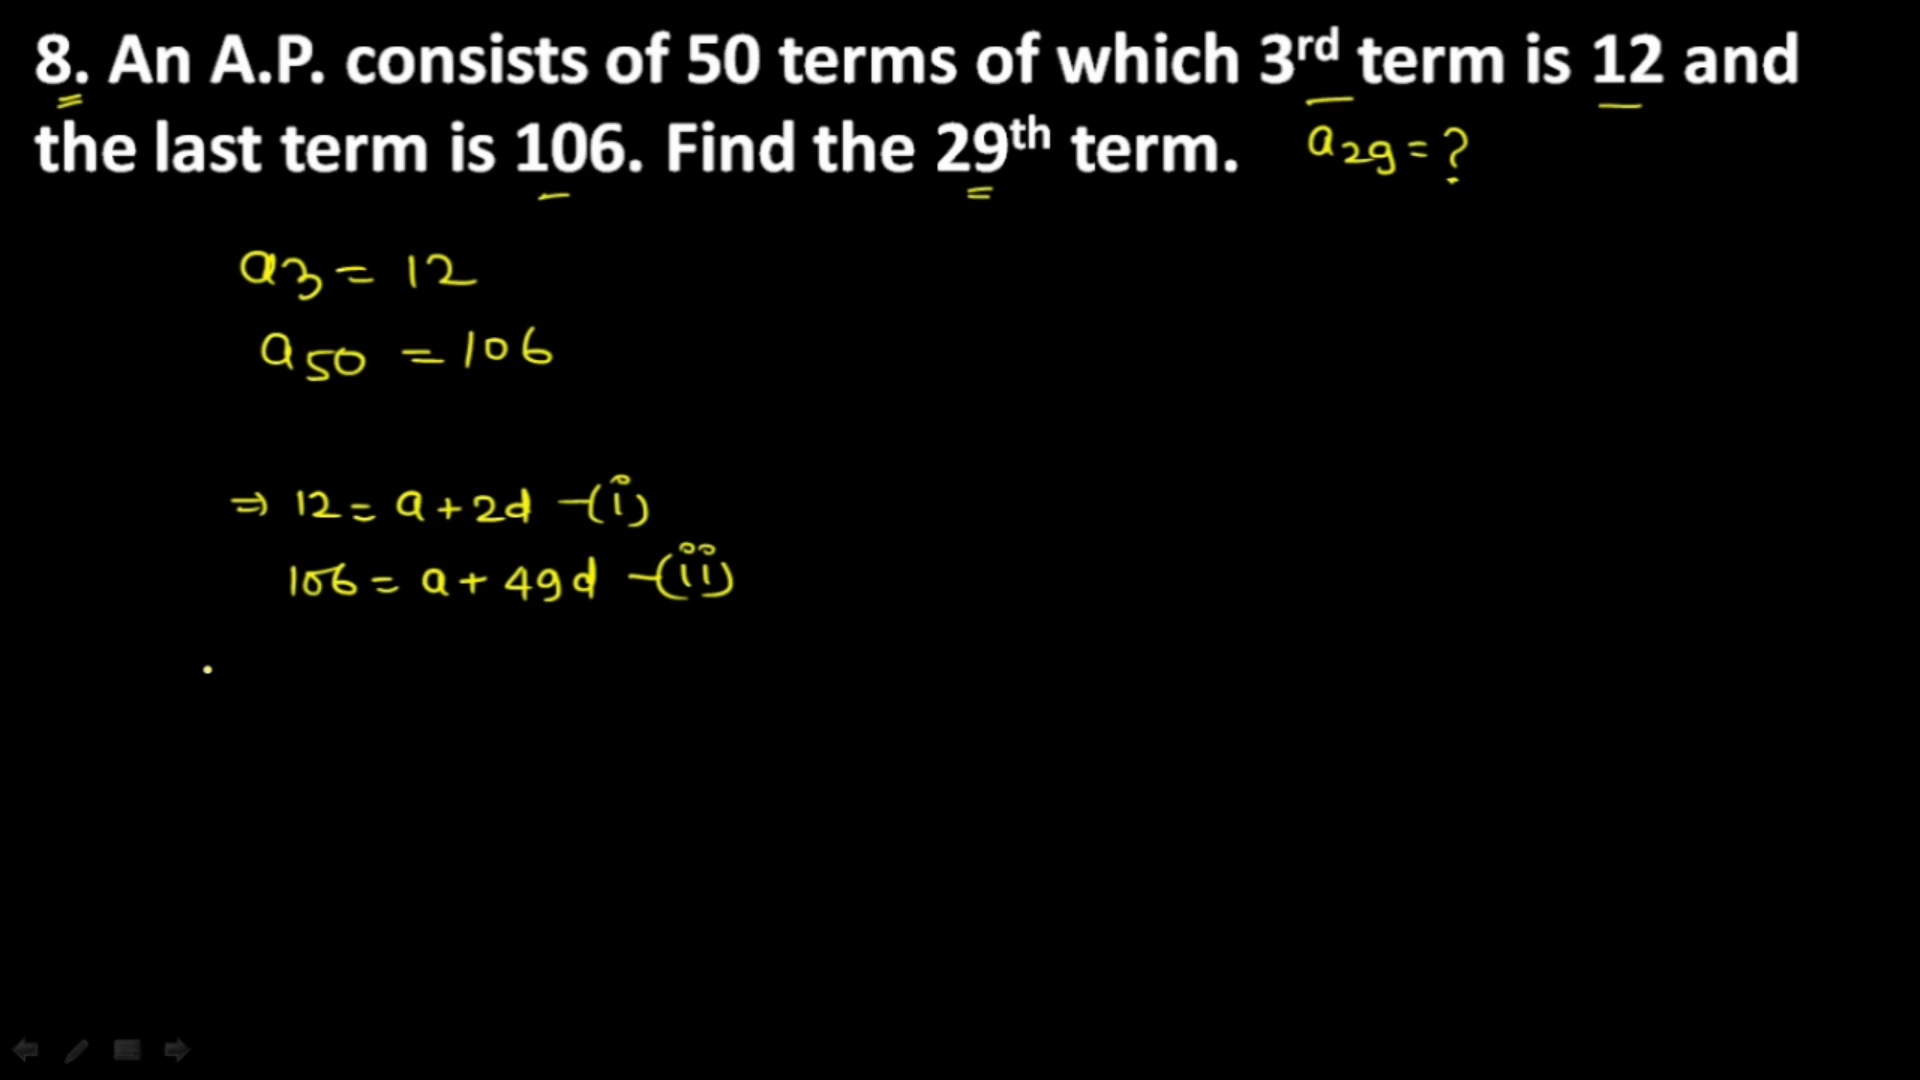 8. An A.P. consists of 50 terms of which 3rd term is 12 and
the last term is 106. Find the 29th term. a29 = ?
a3 = 12
a50 = 106
⇒ 12 = a + 2d -(i)
106 = a + 49d -(ii)